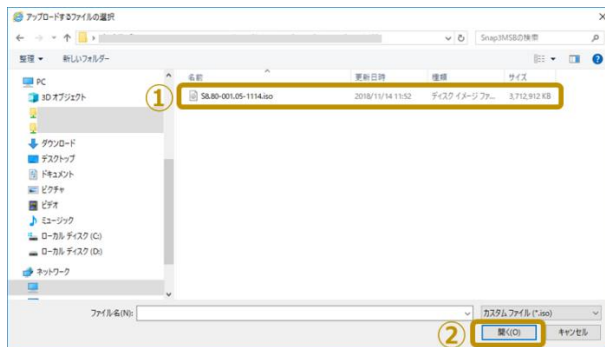 アップロードするファイルの選択
Snap3MSBの検索
整理 ▼ 新しいフォルダー
PC
3D オブジェクト
ダウンロード
デスクトップ
ドキュメント
ピクチャ
ビデオ
ミュージック
ローカル ディスク (C:)
ローカル ディスク (D:)
ネットワーク
名前 更新日時 種類 サイズ
① S8.80-001.05-1114.iso 2018/11/14 11:52 ディスク イメージ ファ... 3,712,912 KB
ファイル名(N): カスタム ファイル (*.iso)
② 開く(O) キャンセル